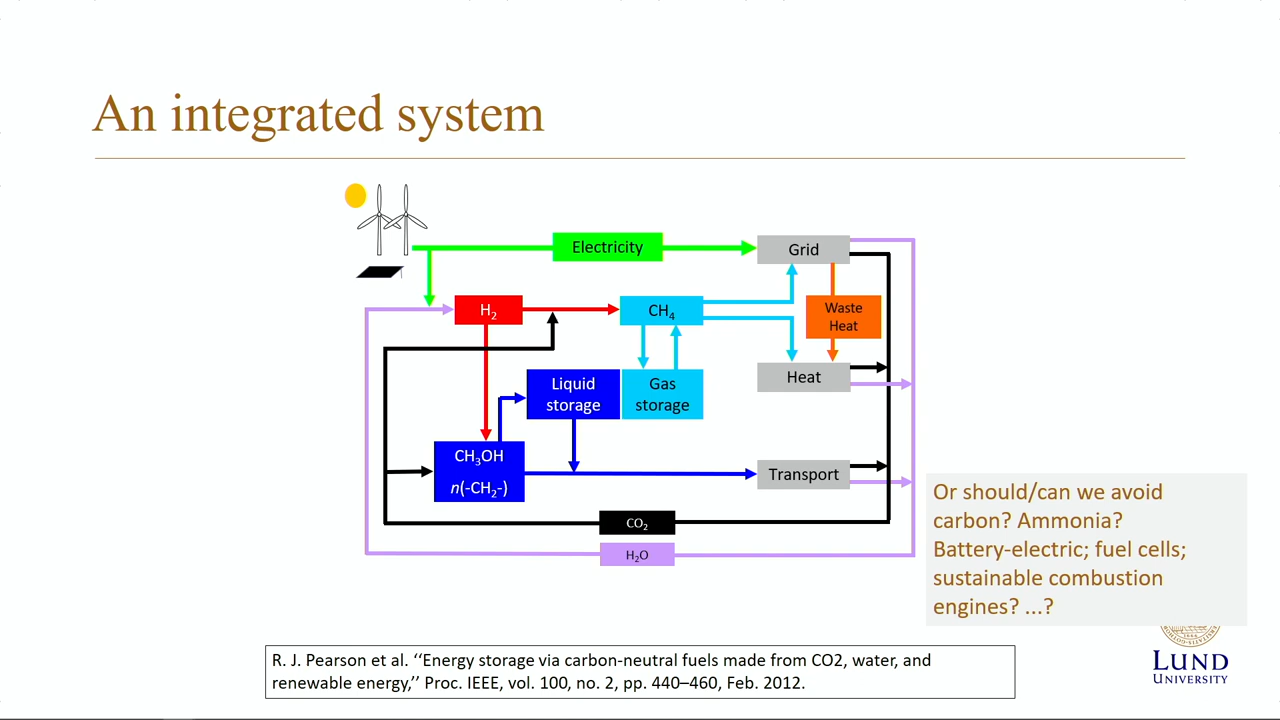 An integrated system
Electricity
Grid
H₂
CH₄
Waste
Heat
Heat
Liquid
storage
Gas
storage
CH₃OH
n(-CH₂-)
Transport
CO₂
H₂O
Or should/can we avoid
carbon? Ammonia?
Battery-electric; fuel cells;
sustainable combustion
engines? ...?
R. J. Pearson et al. ‘‘Energy storage via carbon-neutral fuels made from CO2, water, and
renewable energy,’’ Proc. IEEE, vol. 100, no. 2, pp. 440–460, Feb. 2012.
LUND
UNIVERSITY